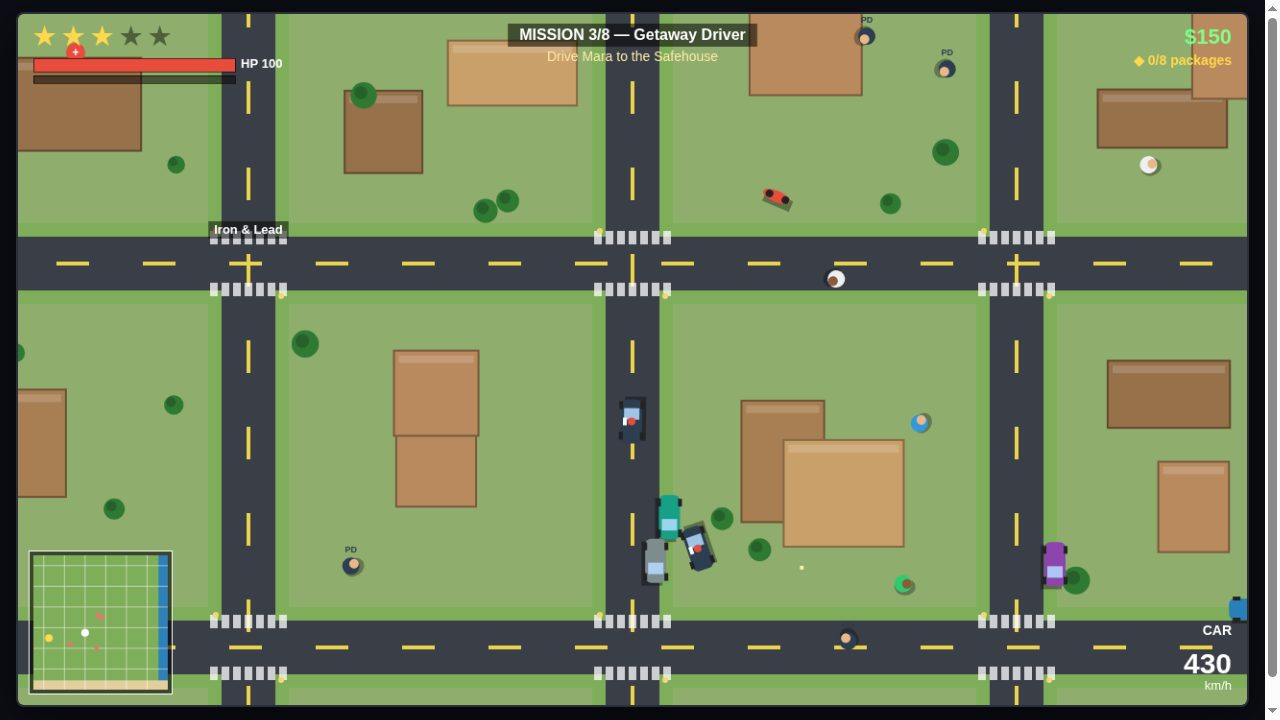 MISSION 3/8 — Getaway Driver
Drive Mara to the Safehouse
HP 100
$150
◆ 0/8 packages
PD
PD
Iron & Lead
PD
CAR
430
km/h